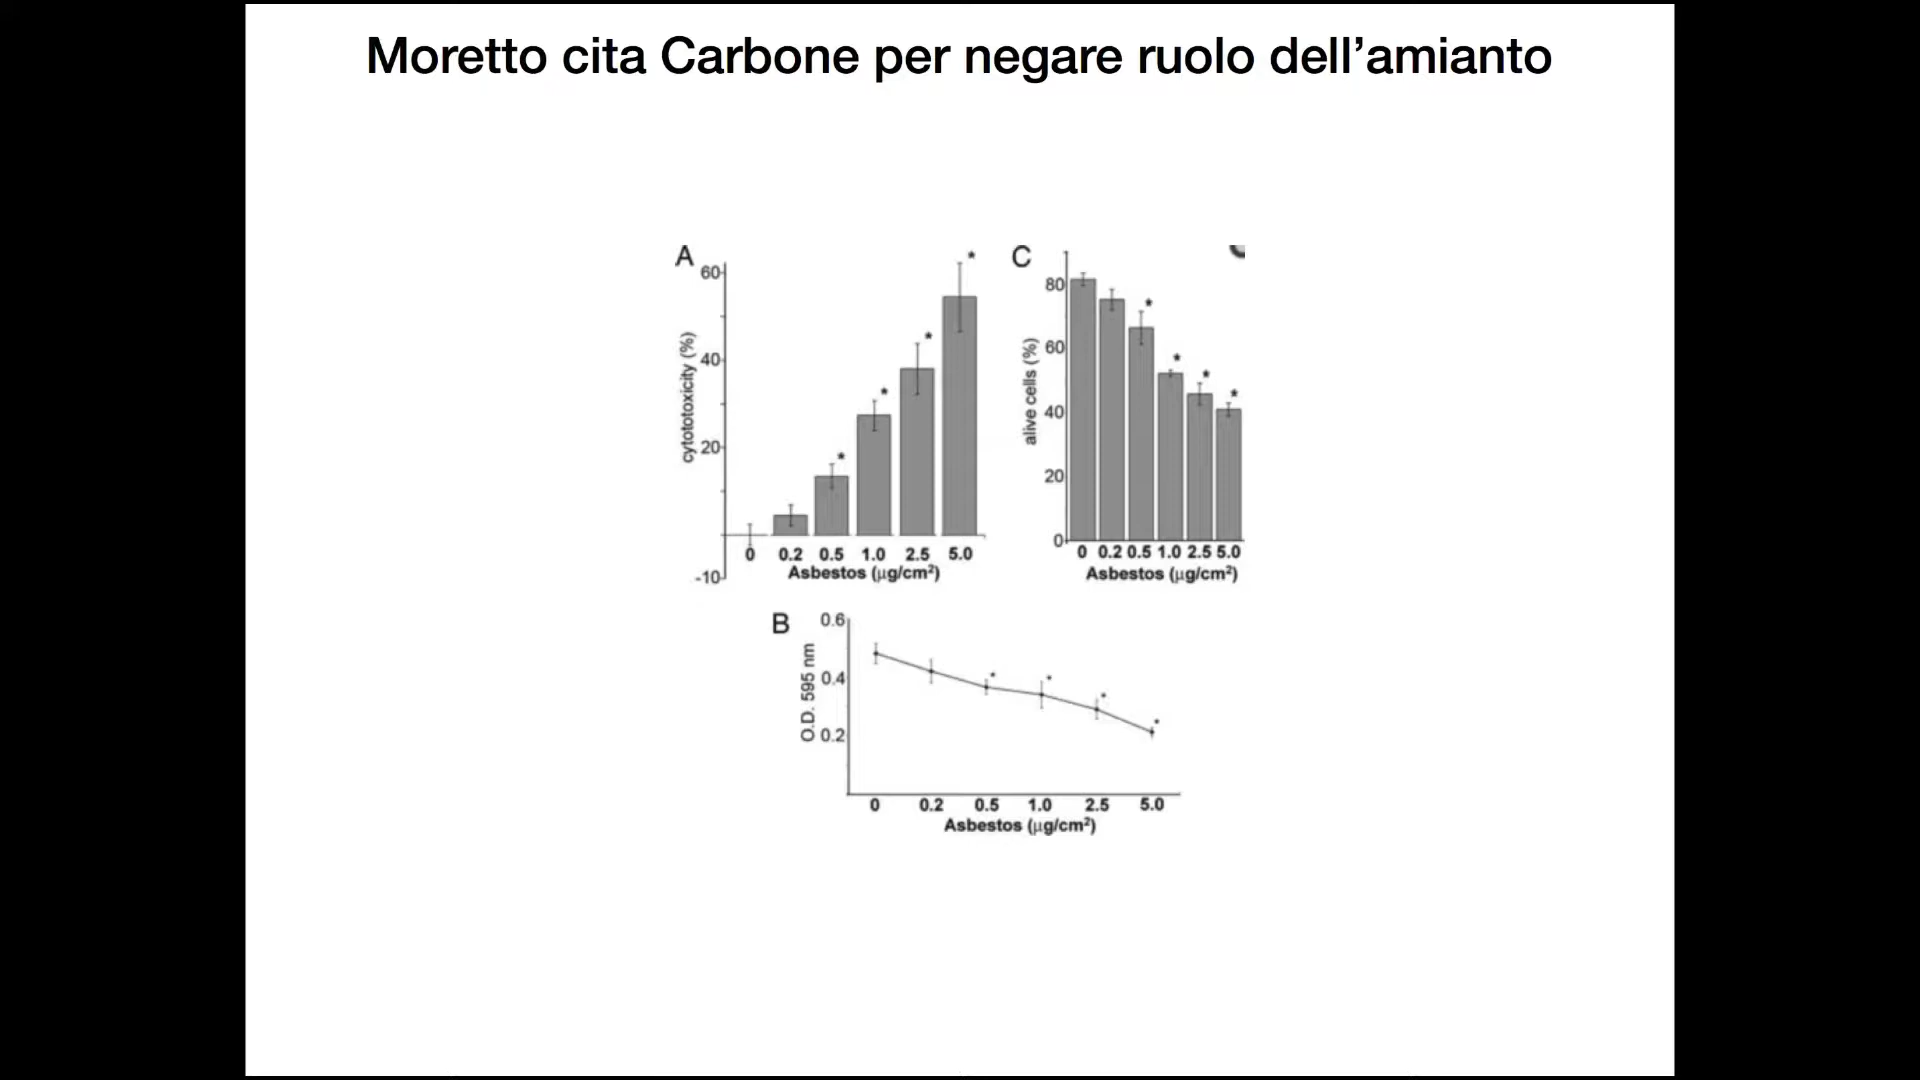 Moretto cita Carbone per negare ruolo dell’amianto
A
60
40
20
-10
cytototoxicity (%)
* * * * *
0 0.2 0.5 1.0 2.5 5.0
Asbestos (µg/cm²)
C
80
60
40
20
0
alive cells (%)
* * * *
0 0.2 0.5 1.0 2.5 5.0
Asbestos (µg/cm²)
B
0.6
0.4
0.2
O.D. 595 nm
* * * *
0 0.2 0.5 1.0 2.5 5.0
Asbestos (µg/cm²)